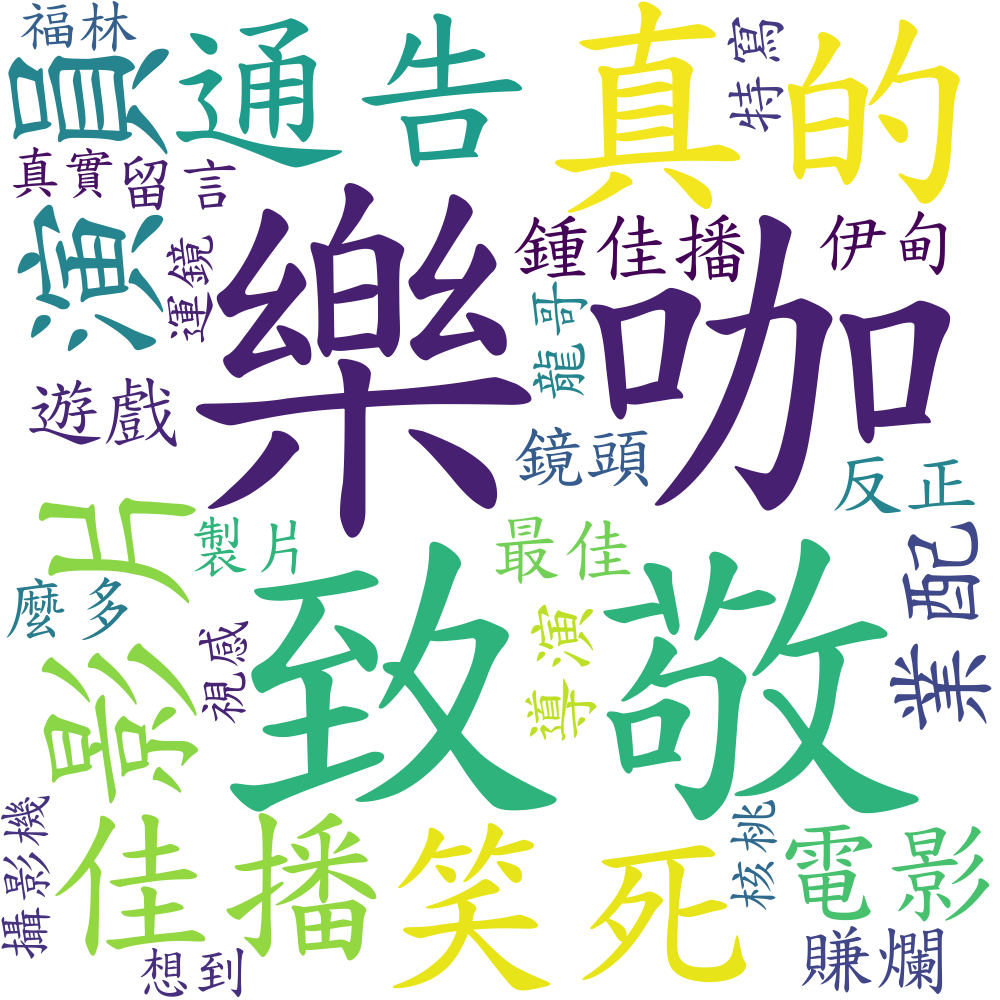 福林
演員
通告
真的
特寫
真實留言
運鏡
樂咖
鍾佳播
伊甸
龍哥
遊戲
鏡頭
反正
影片
製片
最佳
業配
麼多
致敬
視感
導演
攝影機
佳播
笑死
核桃
電影
想到
賺爛